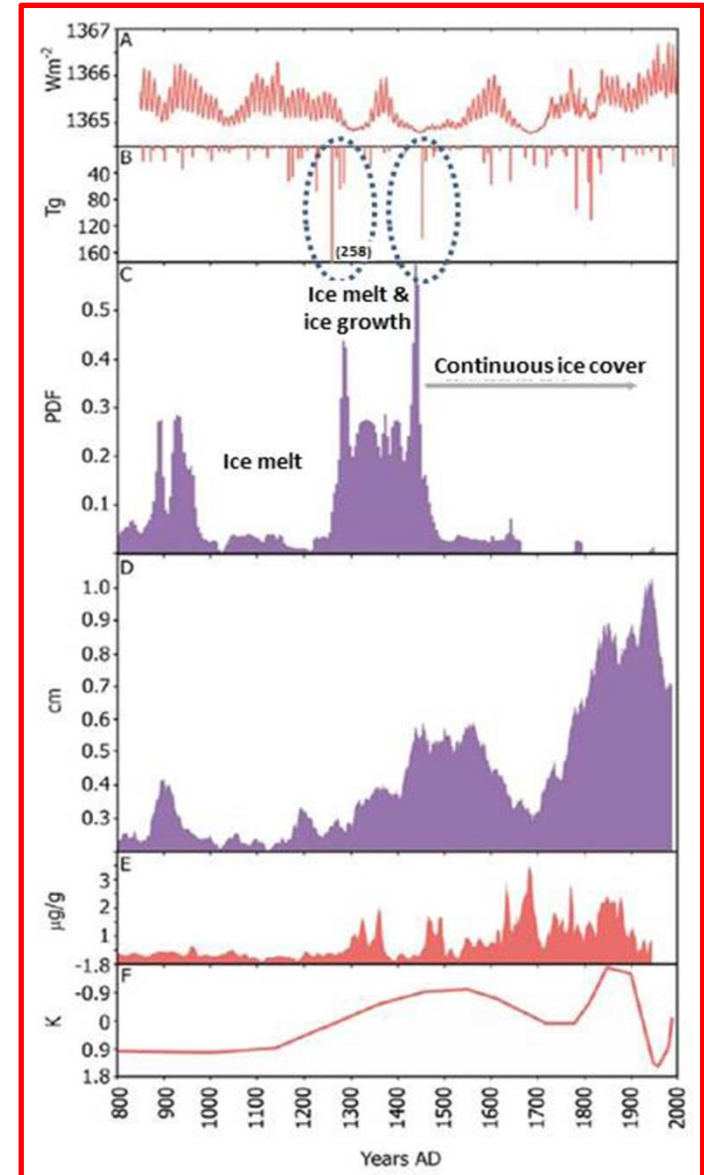 A
1367
1366
1365
Wm-2
B
40
80
120
160
Tg
(258)
C
Ice melt &
ice growth
Continuous ice cover
Ice melt
0.5
0.4
0.3
0.2
0.1
PDF
D
1.0
0.9
0.8
0.7
0.6
0.5
0.4
0.3
cm
E
3
2
1
µg/g
F
-1.8
-0.9
0
0.9
1.8
K
800
900
1000
1100
1200
1300
1400
1500
1600
1700
1800
1900
2000
Years AD